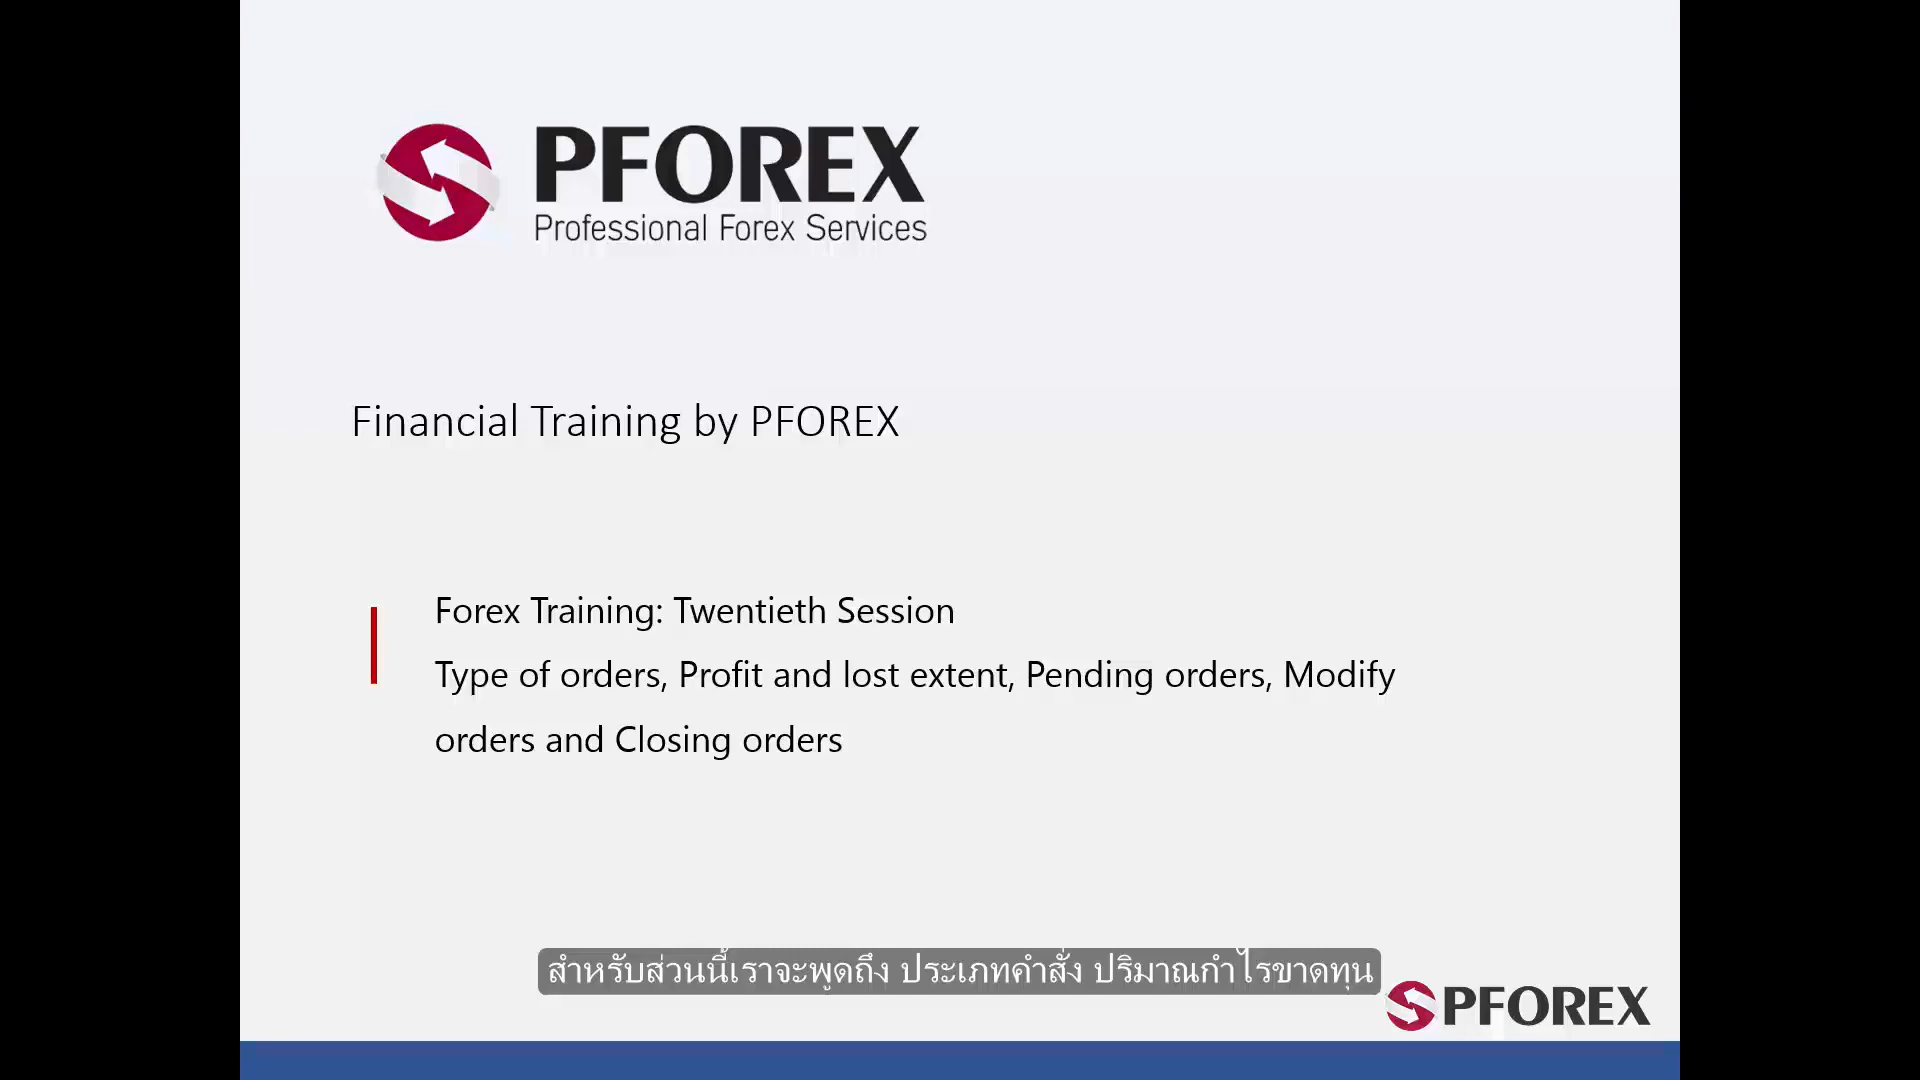 PFOREX
Professional Forex Services
Financial Training by PFOREX
Forex Training: Twentieth Session
Type of orders, Profit and lost extent, Pending orders, Modify
orders and Closing orders
สำหรับส่วนนี้เราจะพูดถึง ประเภทคำสั่ง ปริมาณกำไรขาดทุน
PFOREX